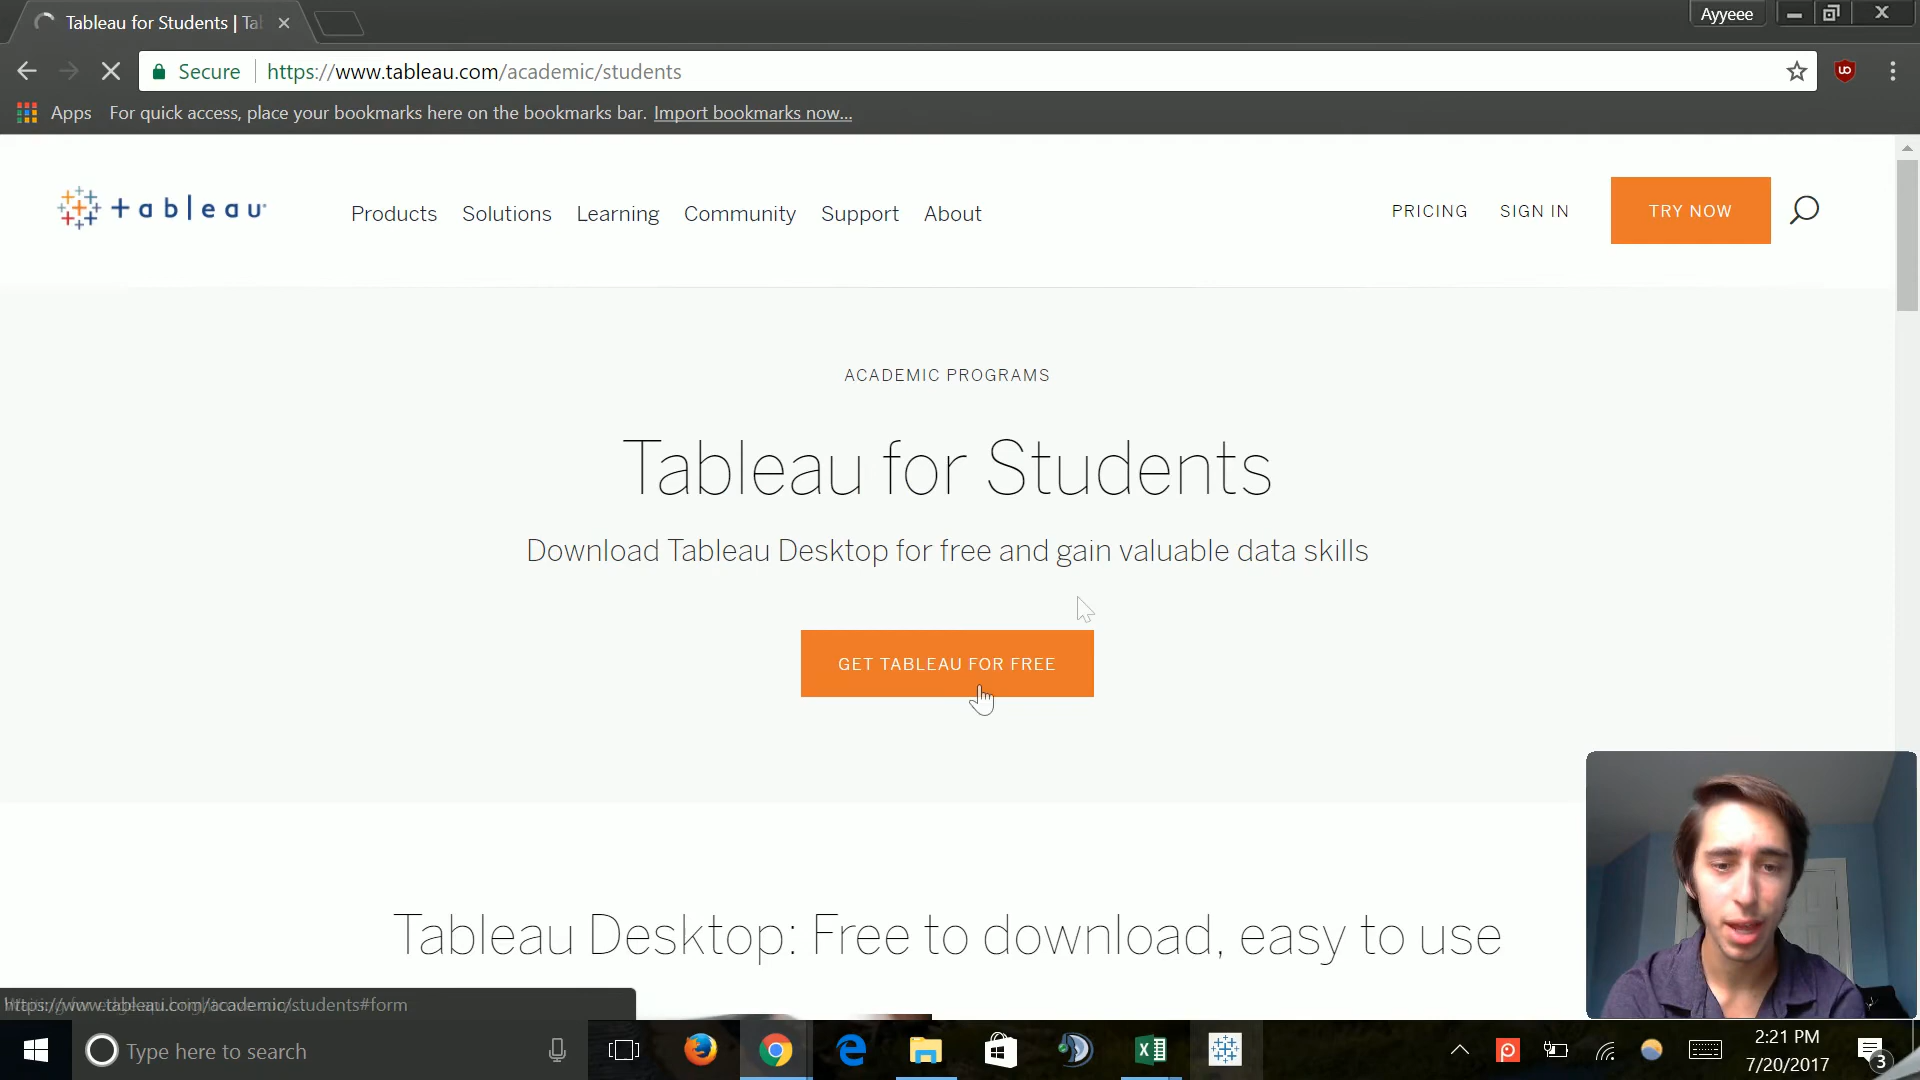 Tableau for Students | Ta
Ayyeee
Secure
https://www.tableau.com/academic/students
Apps
For quick access, place your bookmarks here on the bookmarks bar. Import bookmarks now...
+ableau
Products
Solutions
Learning
Community
Support
About
PRICING
SIGN IN
TRY NOW
ACADEMIC PROGRAMS
Tableau for Students
Download Tableau Desktop for free and gain valuable data skills
GET TABLEAU FOR FREE
Tableau Desktop: Free to download, easy to use
https://www.tableau.com/academic/students#form
Type here to search
2:21 PM
7/20/2017
3